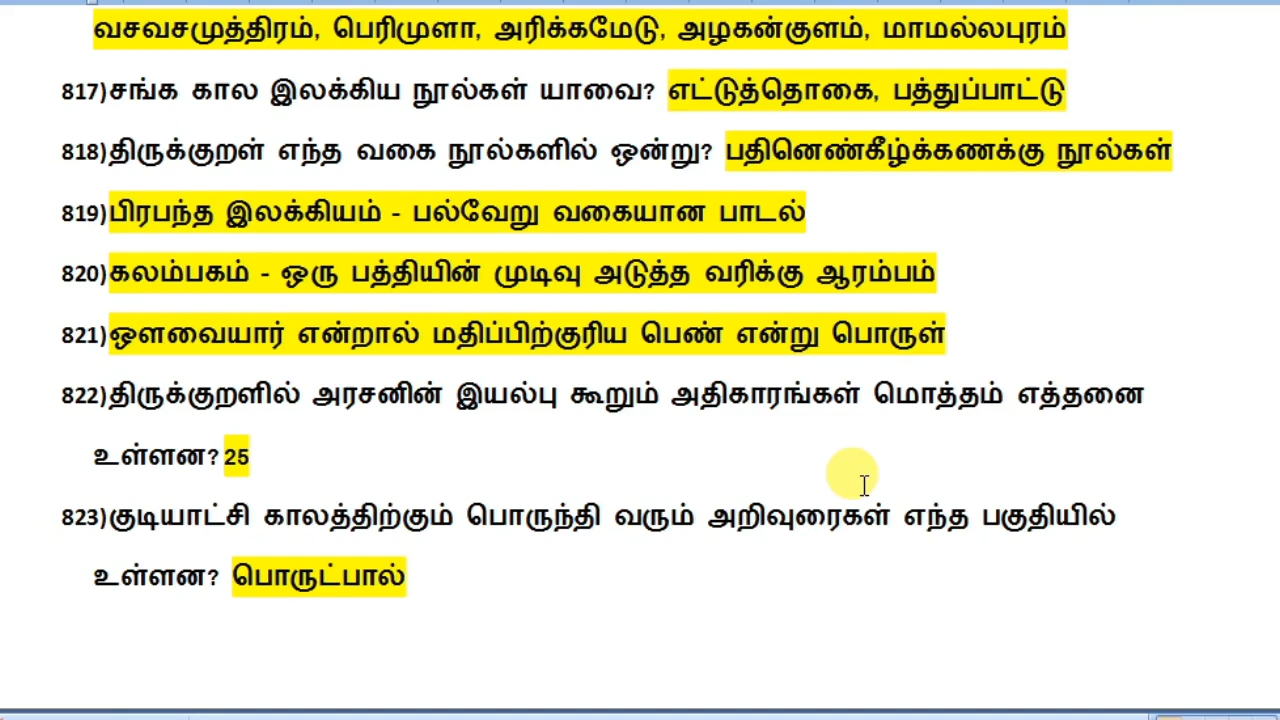 வசவசமுத்திரம், பெரிமுளா, அரிக்கமேடு, அழகன்குளம், மாமல்லபுரம்
817)சங்க கால இலக்கிய நூல்கள் யாவை? எட்டுத்தொகை, பத்துப்பாட்டு
818)திருக்குறள் எந்த வகை நூல்களில் ஒன்று? பதினெண்கீழ்க்கணக்கு நூல்கள்
819)பிரபந்த இலக்கியம் - பல்வேறு வகையான பாடல்
820)கலம்பகம் - ஒரு பத்தியின் முடிவு அடுத்த வரிக்கு ஆரம்பம்
821)ஔவையார் என்றால் மதிப்பிற்குரிய பெண் என்று பொருள்
822)திருக்குறளில் அரசனின் இயல்பு கூறும் அதிகாரங்கள் மொத்தம் எத்தனை
உள்ளன? 25
823)குடியாட்சி காலத்திற்கும் பொருந்தி வரும் அறிவுரைகள் எந்த பகுதியில்
உள்ளன? பொருட்பால்